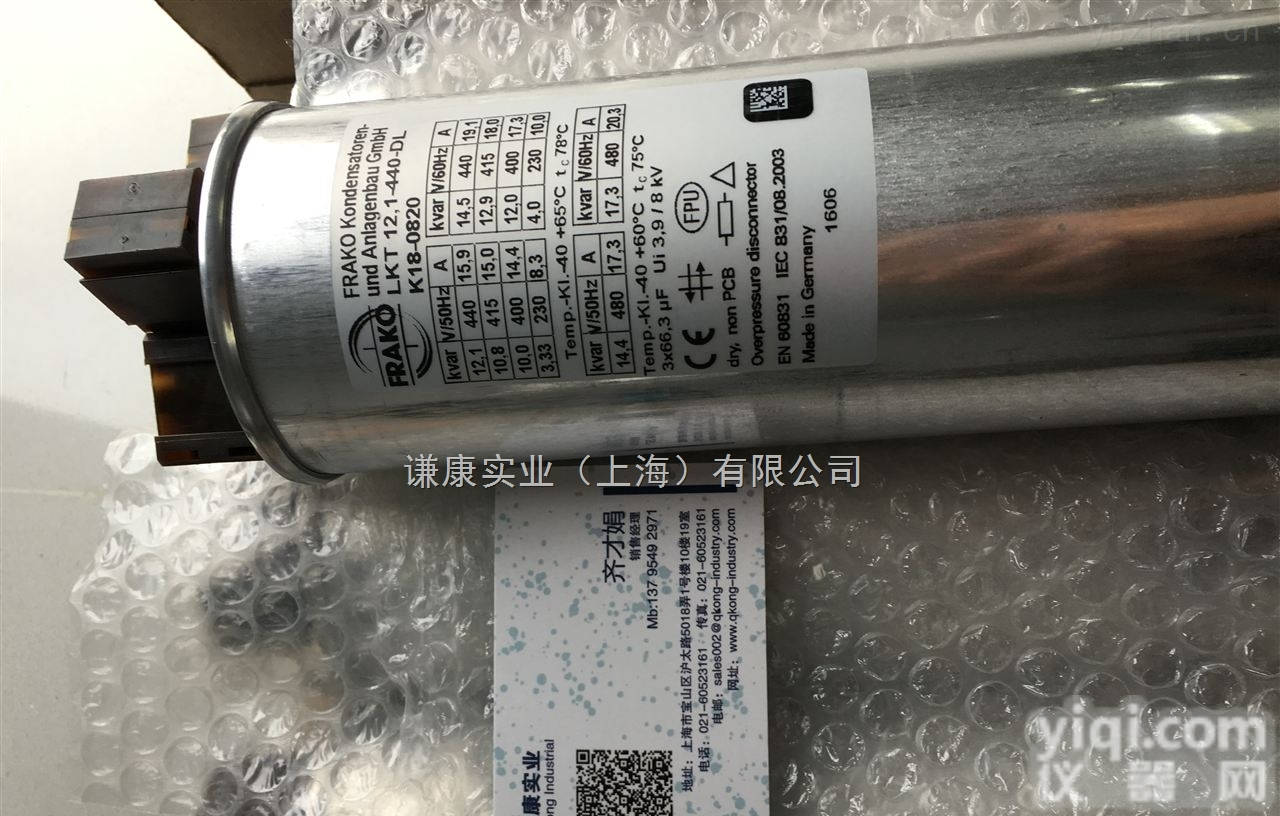 FRAKO Kondensatoren-
und Anlagenbau GmbH
LKT 12,1-440-DL
K18-0820
FRAKO
kvar V/50Hz A kvar V/60Hz A
12,1 440 15,9 14,5 440 19,1
10,8 415 15,0 12,9 415 18,0
10,0 400 14,4 12,0 400 17,3
3,33 230 8,3 4,0 230 10,0
Temp.-Kl.-40 +65°C tc 78°C
kvar V/50Hz A kvar V/60Hz A
14,4 480 17,3 17,3 480 20,3
Temp.-Kl.-40 +60°C tc 75°C
3x66,3 µF Ui 3,9 / 8 kV
CE FPU
dry, non PCB
Overpressure disconnector
EN 60831 IEC 831/08.2003
Made in Germany 1606
谦康实业（上海）有限公司
齐才娟
销售经理
Mb:137 9549 2971
地址：上海市宝山区沪太路5018弄1号楼10楼19室
电话：021-60523161 传真：021-60523161
电邮：sales002@qkong-industry.com
网址：www.qkong-industry.com
康实业
ong Industrial
ybzhan.cn
yiqi.com
仪器网